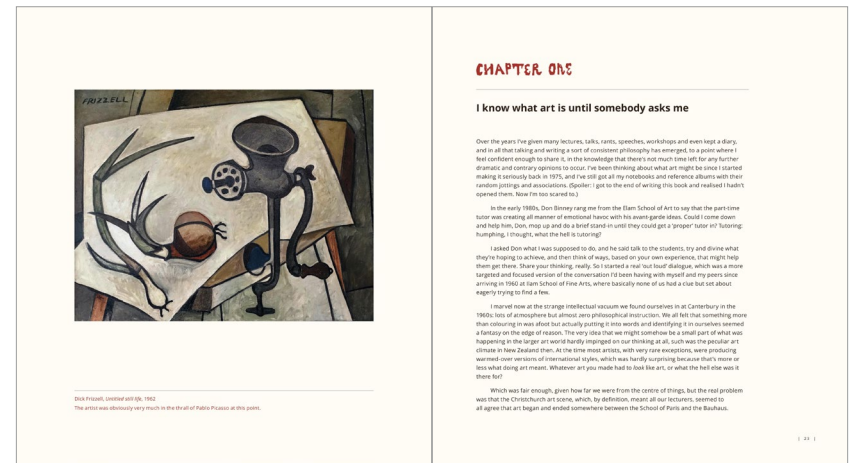 FRIZZELL
Dick Frizzell, Untitled still life, 1962
The artist was obviously very much in the thrall of Pablo Picasso at this point.
CHAPTER ONE
I know what art is until somebody asks me
Over the years I've given many lectures, talks, rants, speeches, workshops and even kept a diary,
and in all that talking and writing a sort of consistent philosophy has emerged, to a point where I
feel confident enough to share it, in the knowledge that there's not much time left for any further
dramatic and contrary opinions to occur. I've been thinking about what art might be since I started
making it seriously back in 1975, and I've still got all my notebooks and reference albums with their
random jottings and associations. (Spoiler: I got to the end of writing this book and realised I hadn't
opened them. Now I'm too scared to.)
In the early 1980s, Don Binney rang me from the Elam School of Art to say that the part-time
tutor was creating all manner of emotional havoc with his avant-garde ideas. Could I come down
and help him, Don, mop up and do a brief stand-in until they could get a 'proper' tutor in? Tutoring:
humphing, I thought, what the hell is tutoring?
I asked Don what I was supposed to do, and he said talk to the students, try and divine what
they're hoping to achieve, and then think of ways, based on your own experience, that might help
them get there. Share your thinking, really. So I started a real 'out loud' dialogue, which was a more
targeted and focused version of the conversation I'd been having with myself and my peers since
arriving in 1960 at Ilam School of Fine Arts, where basically none of us had a clue but set about
eagerly trying to find a few.
I marvel now at the strange intellectual vacuum we found ourselves in at Canterbury in the
1960s: lots of atmosphere but almost zero philosophical instruction. We all felt that something more
than colouring in was afoot but actually putting it into words and identifying it in ourselves seemed
a fantasy on the edge of reason. The very idea that we might somehow be a small part of what was
happening in the larger art world hardly impinged on our thinking at all, such was the peculiar art
climate in New Zealand then. At the time most artists, with very rare exceptions, were producing
warmed-over versions of international styles, which was hardly surprising because that's more or
less what doing art meant. Whatever art you made had to look like art, or what the hell else was it
there for?
Which was fair enough, given how far we were from the centre of things, but the real problem
was that the Christchurch art scene, which, by definition, meant all our lecturers, seemed to
all agree that art began and ended somewhere between the School of Paris and the Bauhaus.